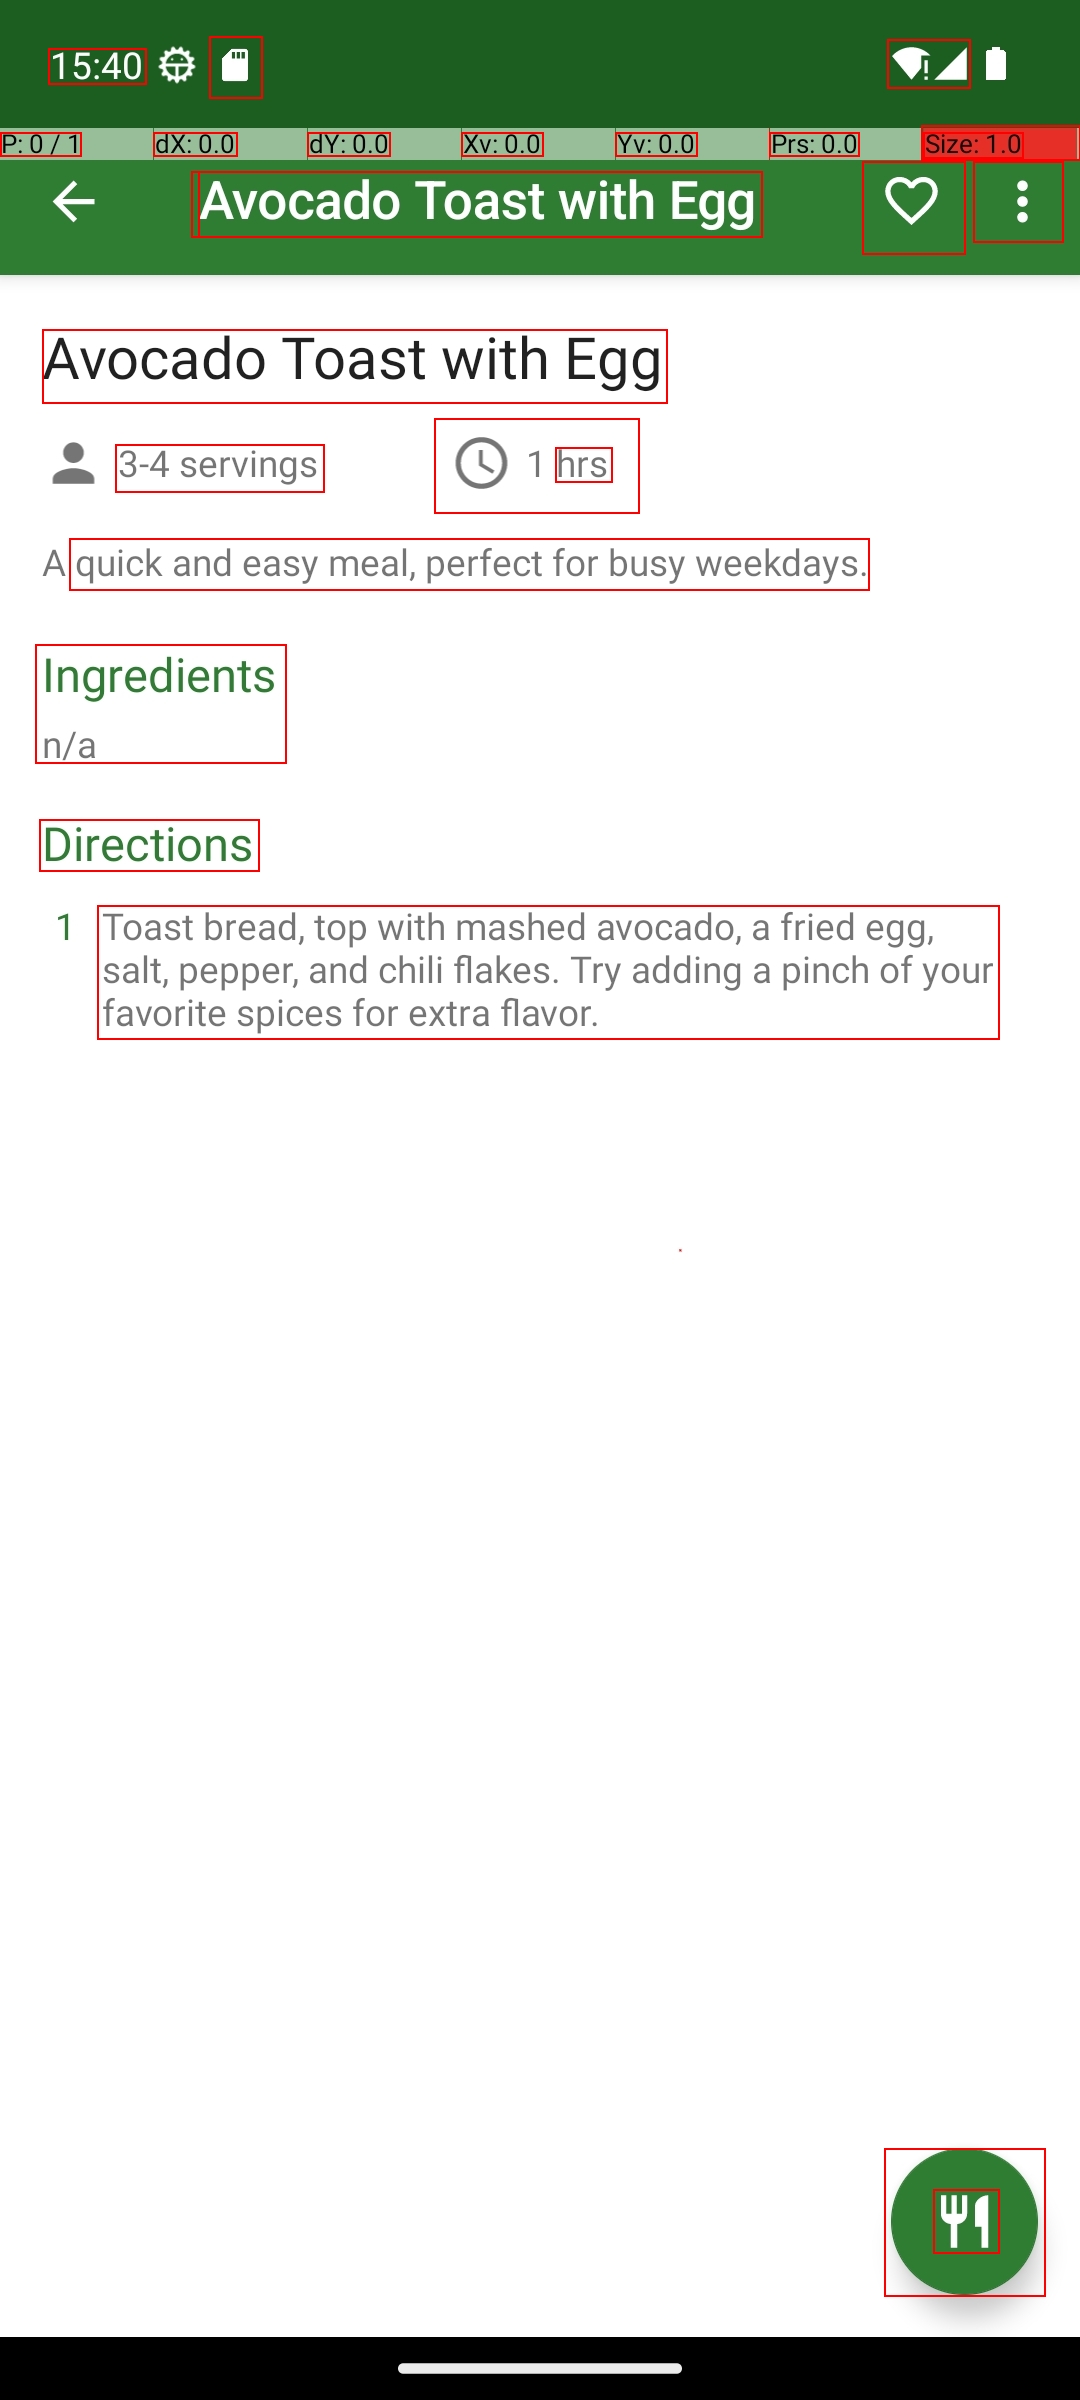 15:40
P: 0 / 1 dX: 0.0 dY: 0.0 Xv: 0.0 Yv: 0.0 Prs: 0.0 Size: 1.0
Avocado Toast with Egg
Avocado Toast with Egg
3-4 servings 1 hrs
A quick and easy meal, perfect for busy weekdays.
Ingredients
n/a
Directions
1 Toast bread, top with mashed avocado, a fried egg,
salt, pepper, and chili flakes. Try adding a pinch of your
favorite spices for extra flavor.